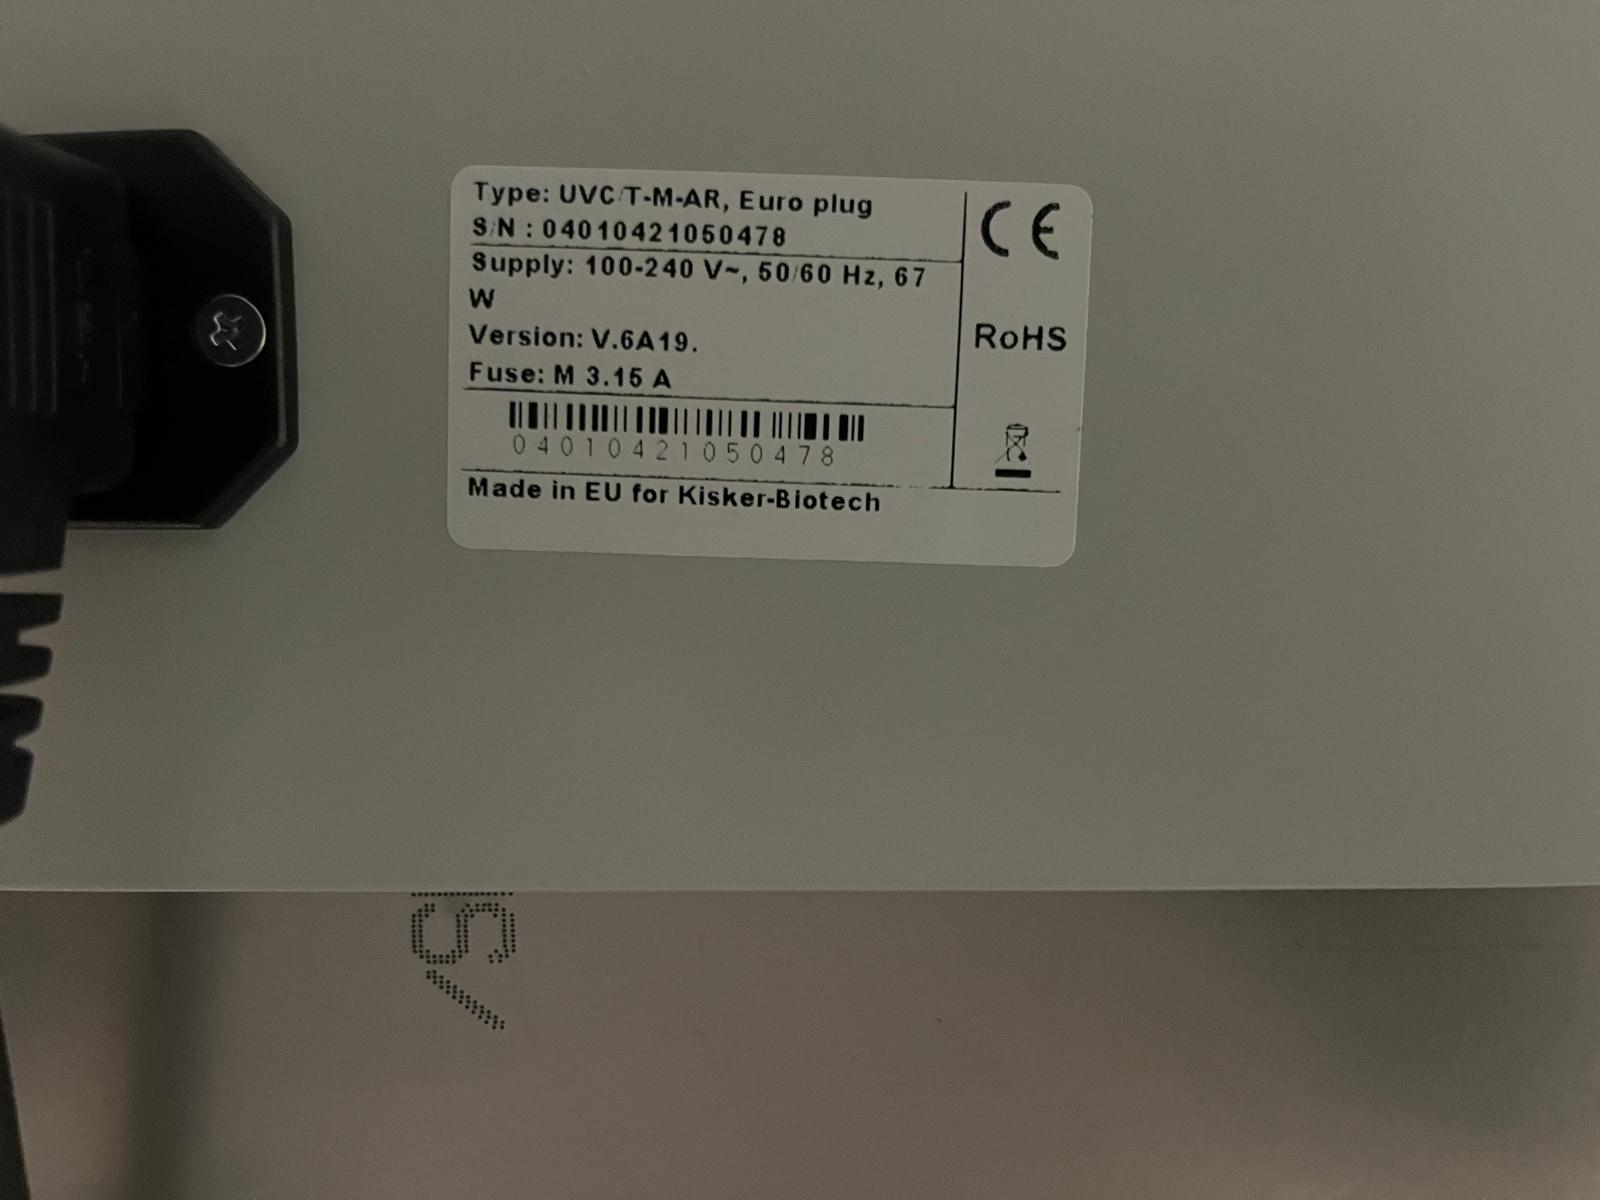 Type: UVC/T-M-AR, Euro plug
S/N : 04010421050478
Supply: 100-240 V~, 50/60 Hz, 67
W
Version: V.6A19.
Fuse: M 3.15 A
04010421050478
Made in EU for Kisker-Biotech
CE
RoHS